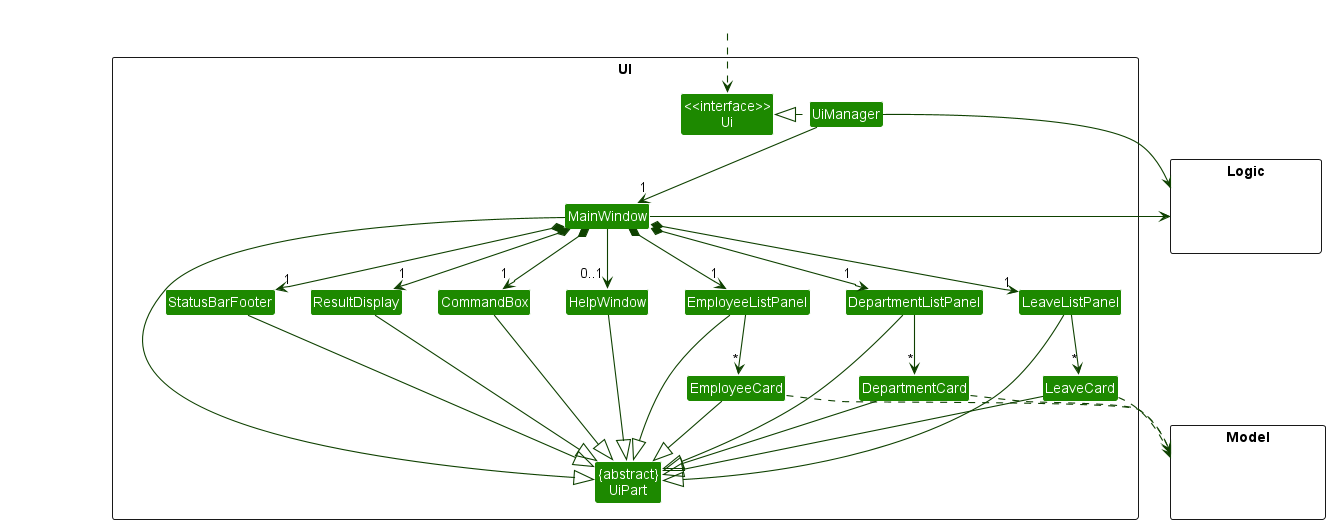 UI
<<interface>>
Ui
UiManager
Logic
1
MainWindow
1
1
1
0..1
1
1
1
StatusBarFooter
ResultDisplay
CommandBox
HelpWindow
EmployeeListPanel
DepartmentListPanel
LeaveListPanel
*
*
*
EmployeeCard
DepartmentCard
LeaveCard
Model
{abstract}
UiPart